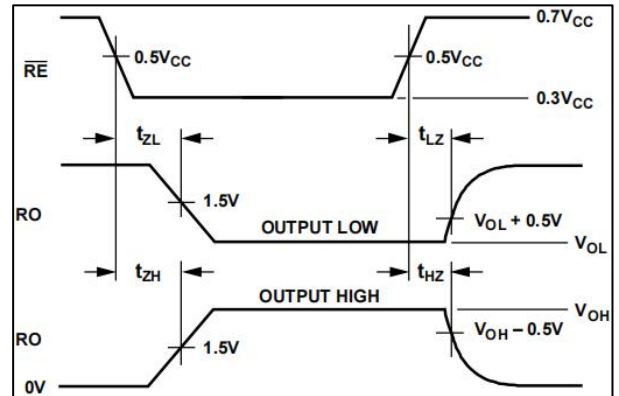 0.7VCC
RE
0.5VCC
0.5VCC
0.3VCC
tZL
tLZ
1.5V
RO
OUTPUT LOW
VOL + 0.5V
VOL
tZH
tHZ
OUTPUT HIGH
VOH
RO
1.5V
VOH – 0.5V
0V